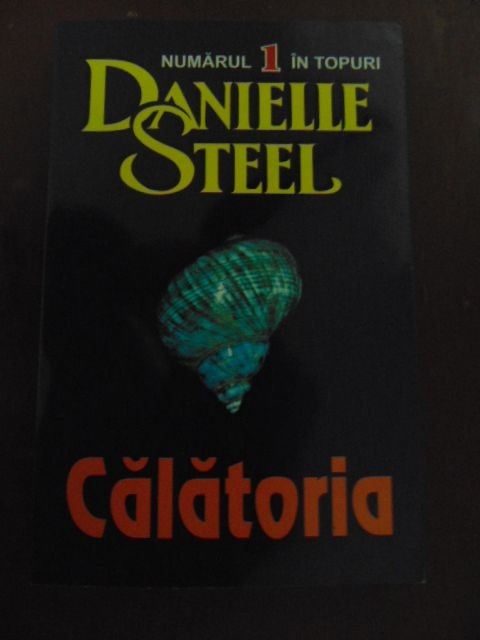 NUMĂRUL 1 ÎN TOPURI
DANIELLE
STEEL
Călătoria